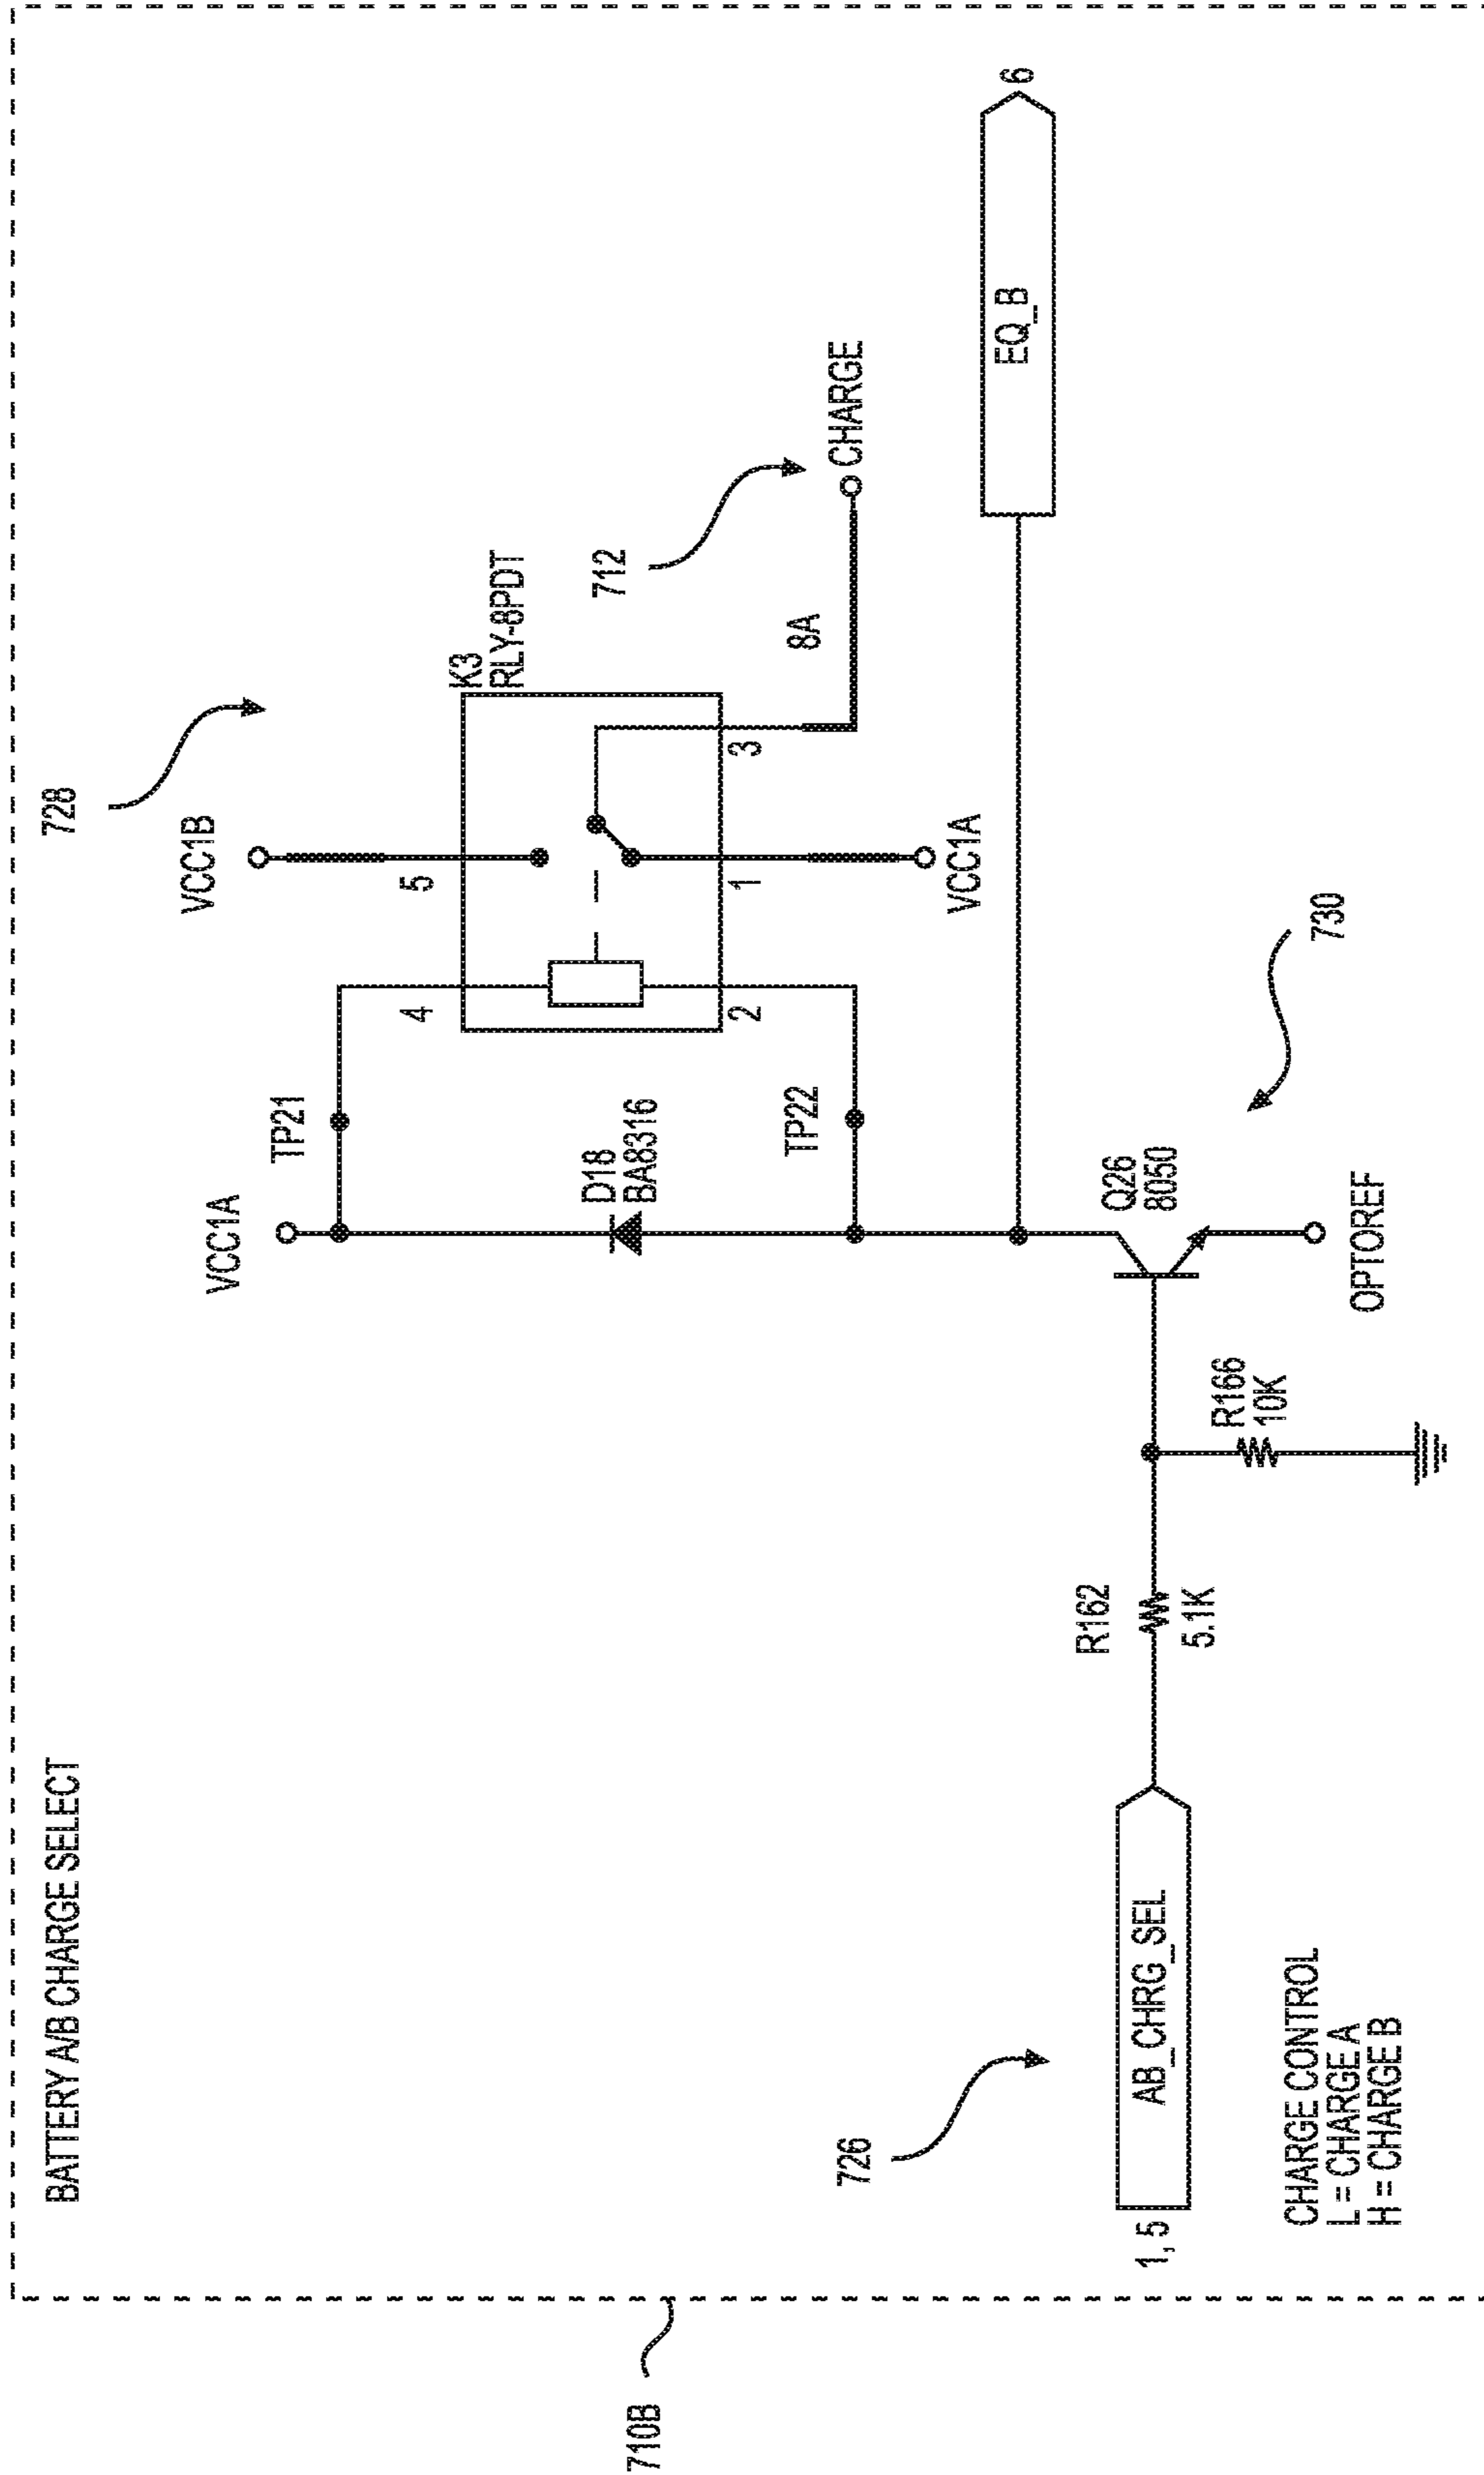 BATTERY A/B CHARGE SELECT
728
VCC1B
VCC1A
TP21
4
5
K3
RLY-8PDT
D18
BA8316
712
2
1
3
TP22
8A
CHARGE
VCC1A
EQ_B
6
726
1, 5
AB_CHRG_SEL
R162
5.1K
Q26
8050
R166
10K
730
OPTOREF
CHARGE CONTROL
L = CHARGE A
H = CHARGE B
710B